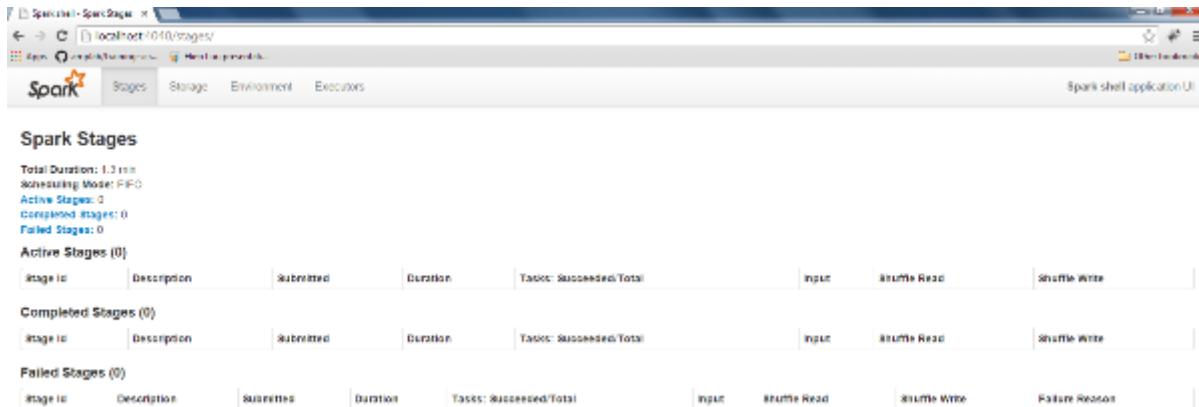 Spark shell - Spark Stages
localhost:4040/stages/
Apps
Other bookmark
Spark Stages Storage Environment Executors Spark shell application UI
Spark Stages
Total Duration: 1.3 min
Scheduling Mode: FIFO
Active Stages: 0
Completed Stages: 0
Failed Stages: 0
Active Stages (0)
Stage Id Description Submitted Duration Tasks: Succeeded/Total Input Shuffle Read Shuffle Write
Completed Stages (0)
Stage Id Description Submitted Duration Tasks: Succeeded/Total Input Shuffle Read Shuffle Write
Failed Stages (0)
Stage Id Description Submitted Duration Tasks: Succeeded/Total Input Shuffle Read Shuffle Write Failure Reason